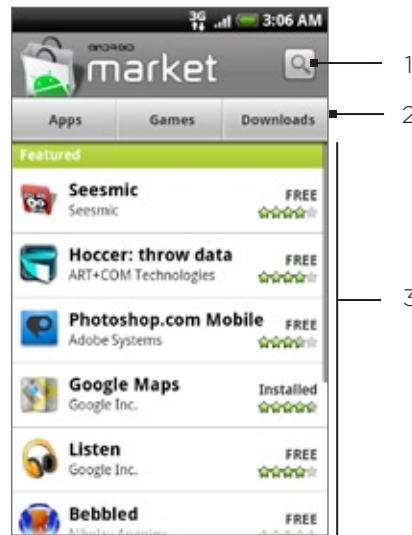 3G 3:06 AM
ANDROID
market
1
Apps Games Downloads
2
Featured
Seesmic
Seesmic
FREE
Hoccer: throw data
ART+COM Technologies
FREE
3
Photoshop.com Mobile
Adobe Systems
FREE
Google Maps
Google Inc.
Installed
Listen
Google Inc.
FREE
Bebbled
FREE